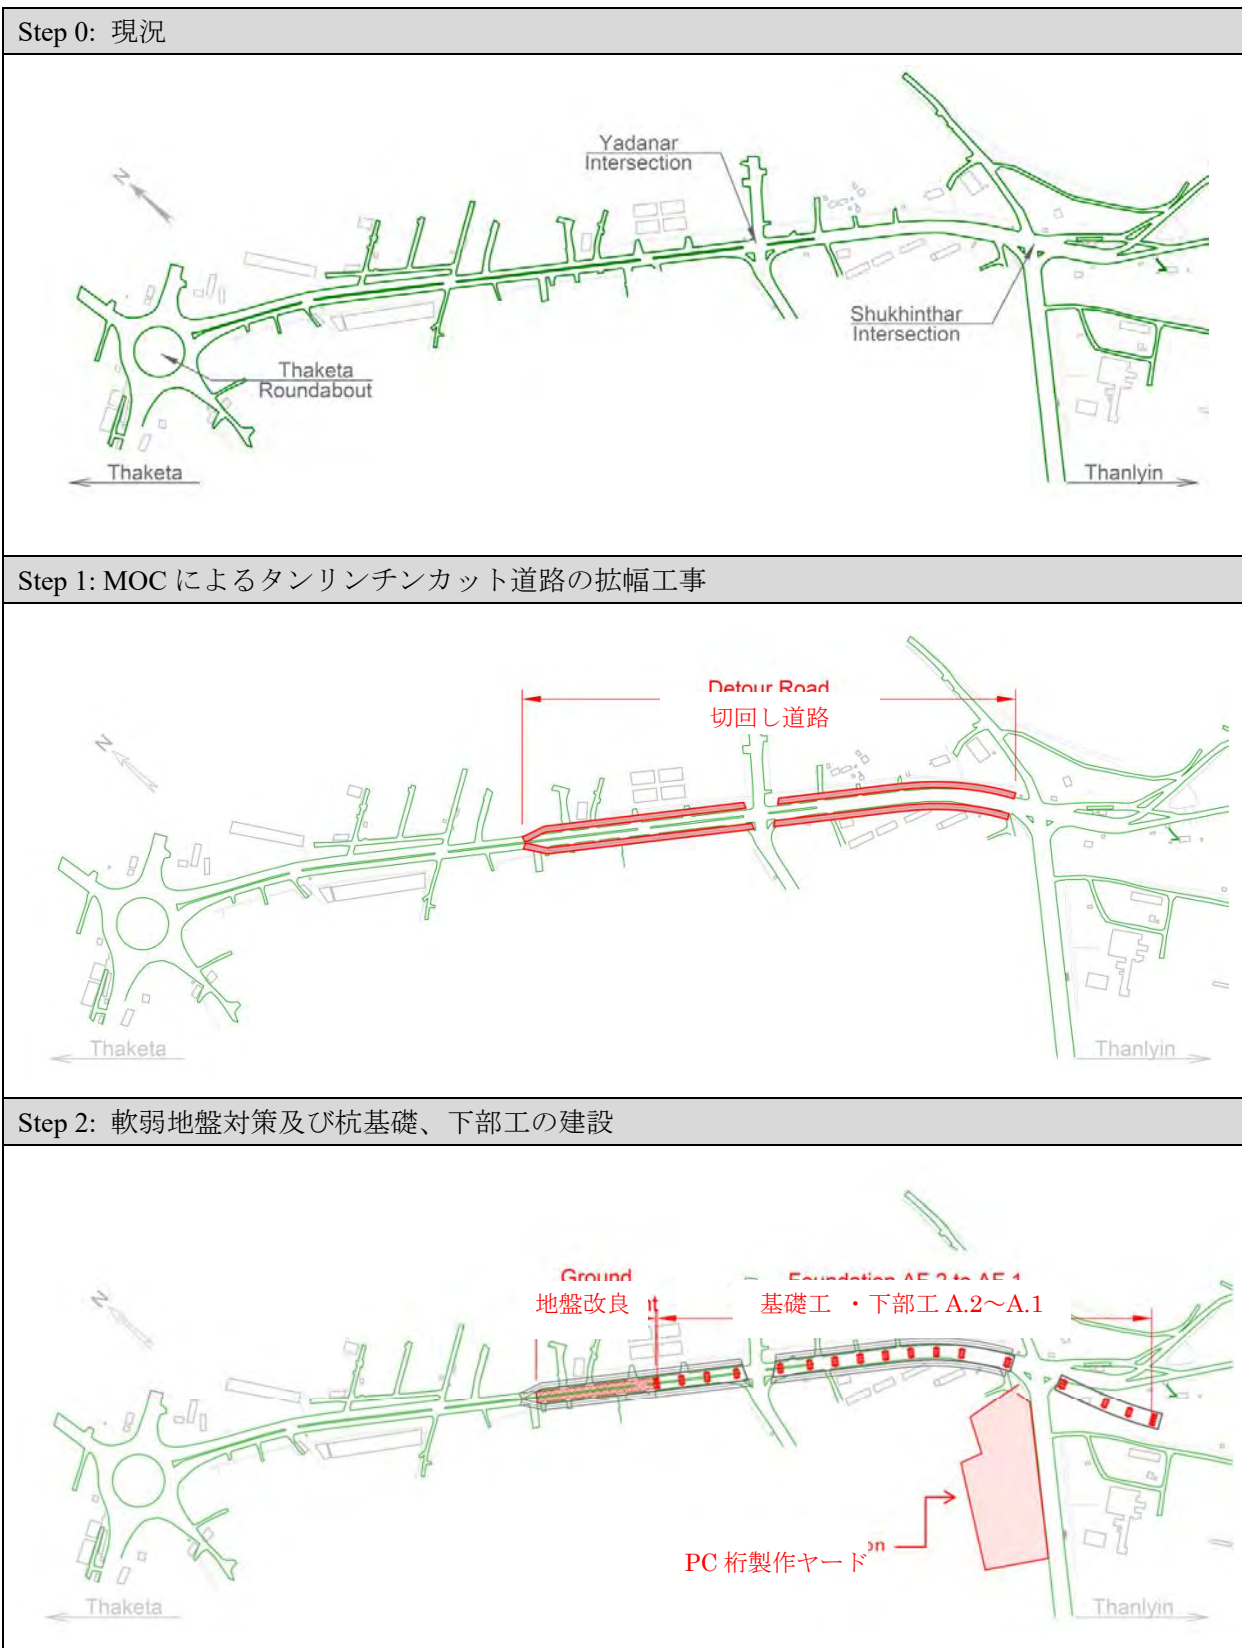 Step 0: 現況
Yadanar
Intersection
N
Shukhinthar
Intersection
Thaketa
Roundabout
Thaketa
Thanlyin
Step 1: MOC によるタンリンチンカット道路の拡幅工事
Detour Road
切回し道路
N
Thaketa
Thanlyin
Step 2: 軟弱地盤対策及び杭基礎、下部工の建設
Ground
地盤改良
基礎工 ・下部工 A.2～A.1
N
PC 桁製作ヤード
Thaketa
Thanlyin